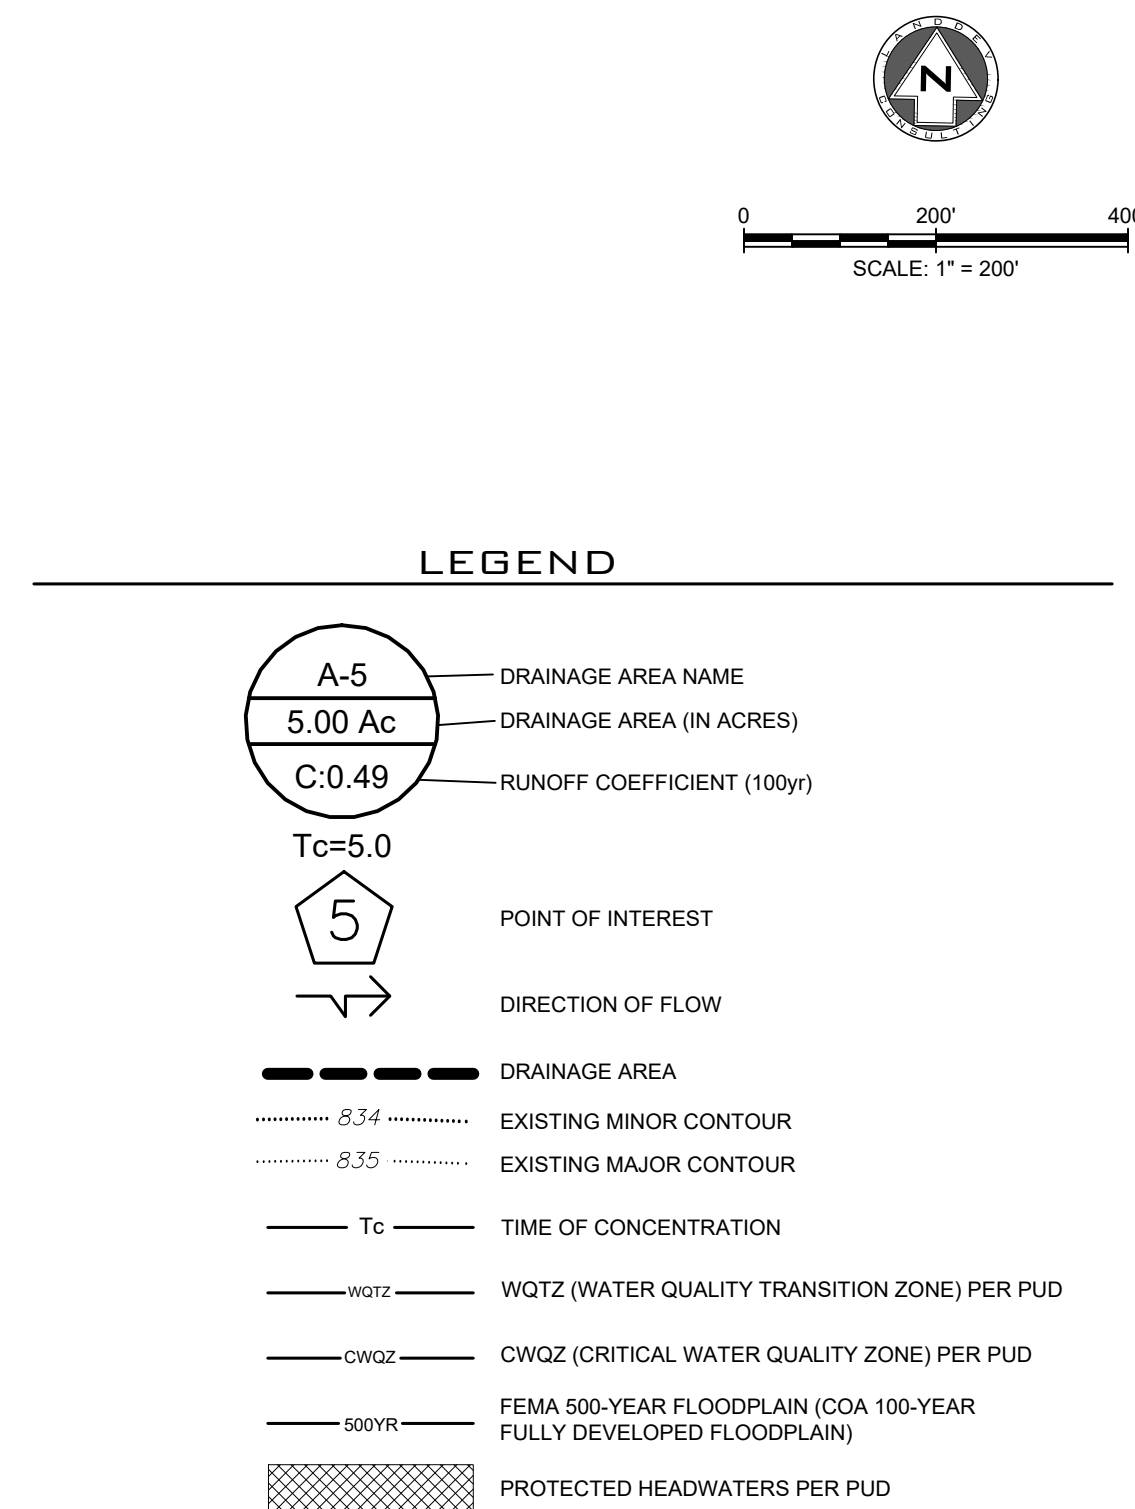 LANDDEV
CONSULTING
N
0 200'
SCALE: 1" = 200'
LEGEND
A-5 DRAINAGE AREA NAME
5.00 Ac DRAINAGE AREA (IN ACRES)
C:0.49 RUNOFF COEFFICIENT (100yr)
Tc=5.0
5 POINT OF INTEREST
DIRECTION OF FLOW
DRAINAGE AREA
834 EXISTING MINOR CONTOUR
835 EXISTING MAJOR CONTOUR
Tc TIME OF CONCENTRATION
WQTZ WQTZ (WATER QUALITY TRANSITION ZONE) PER PUD
CWQZ CWQZ (CRITICAL WATER QUALITY ZONE) PER PUD
500YR FEMA 500-YEAR FLOODPLAIN (COA 100-YEAR
FULLY DEVELOPED FLOODPLAIN)
PROTECTED HEADWATERS PER PUD